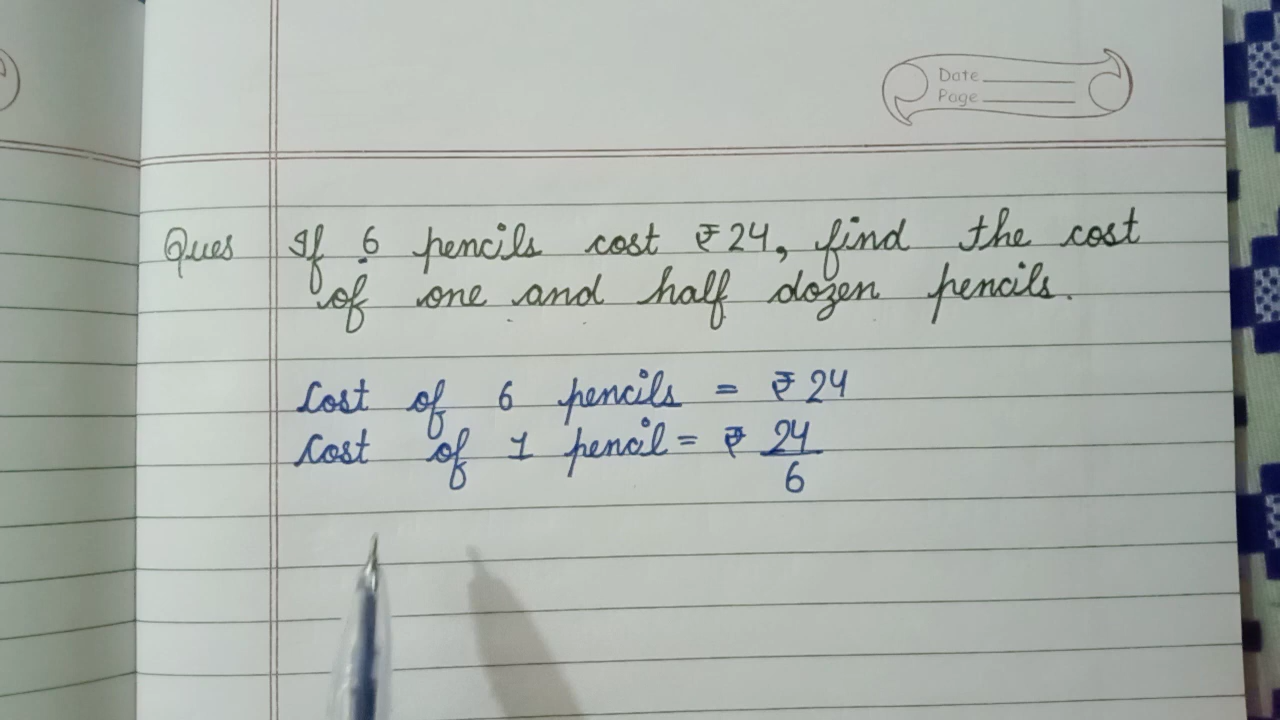 Date
Page
Ques If 6 pencils cost ₹ 24, find the cost
of one and half dozen pencils.
Cost of 6 pencils = ₹ 24
Cost of 1 pencil = ₹ 24/6